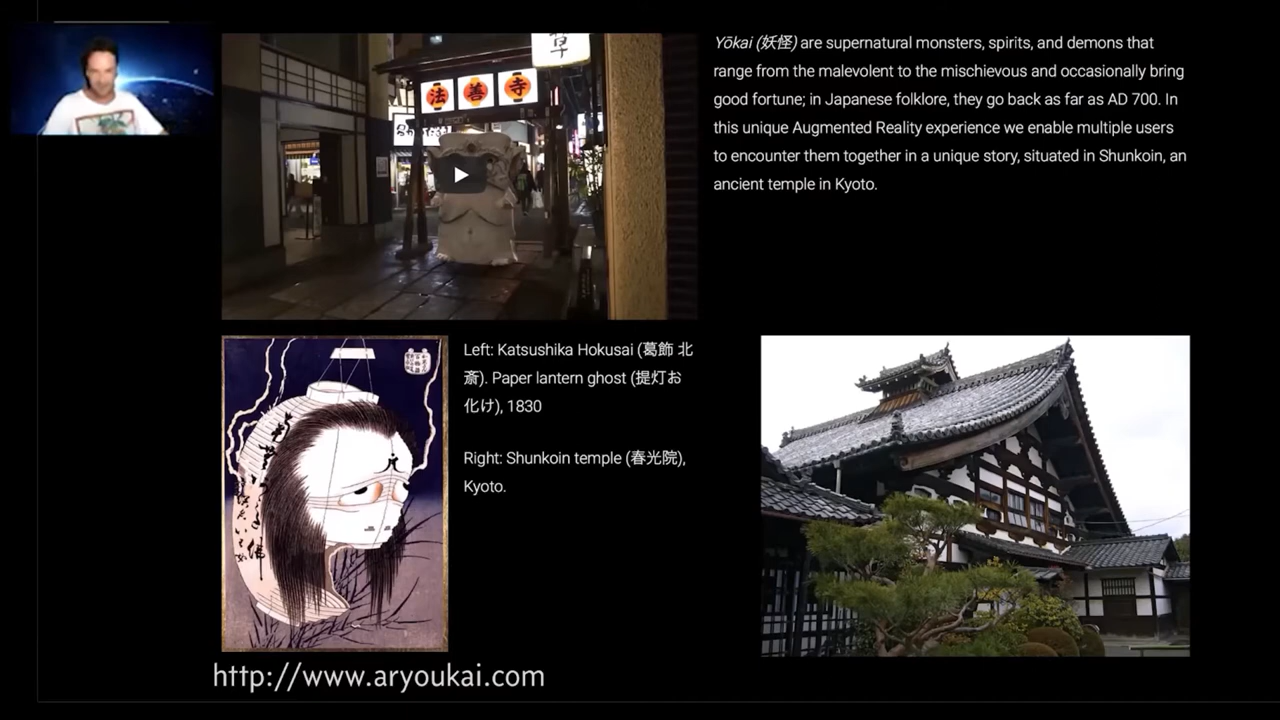 Yōkai (妖怪) are supernatural monsters, spirits, and demons that
range from the malevolent to the mischievous and occasionally bring
good fortune; in Japanese folklore, they go back as far as AD 700. In
this unique Augmented Reality experience we enable multiple users
to encounter them together in a unique story, situated in Shunkoin, an
ancient temple in Kyoto.
法善寺
Left: Katsushika Hokusai (葛飾 北
斎). Paper lantern ghost (提灯お
化け), 1830
Right: Shunkoin temple (春光院),
Kyoto.
http://www.aryoukai.com